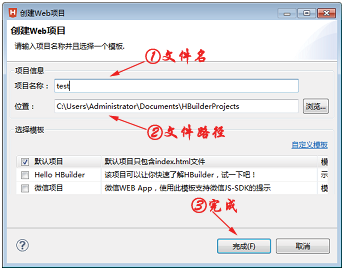 创建Web项目
创建Web项目
请输入项目名称并且选择一个模板.
①文件名
项目信息
项目名称： test
位置： C:\Users\Administrator\Documents\HBuilderProjects 浏览...
②文件路径
选择模板
自定义模板
默认项目 默认项目只包含index.html文件 模
Hello HBuilder 该项目可以让你快速了解HBuilder，试一下吧！ 示
微信项目 微信WEB App，使用此模板支持微信JS-SDK的提示 模
③完成
完成(F) 取消